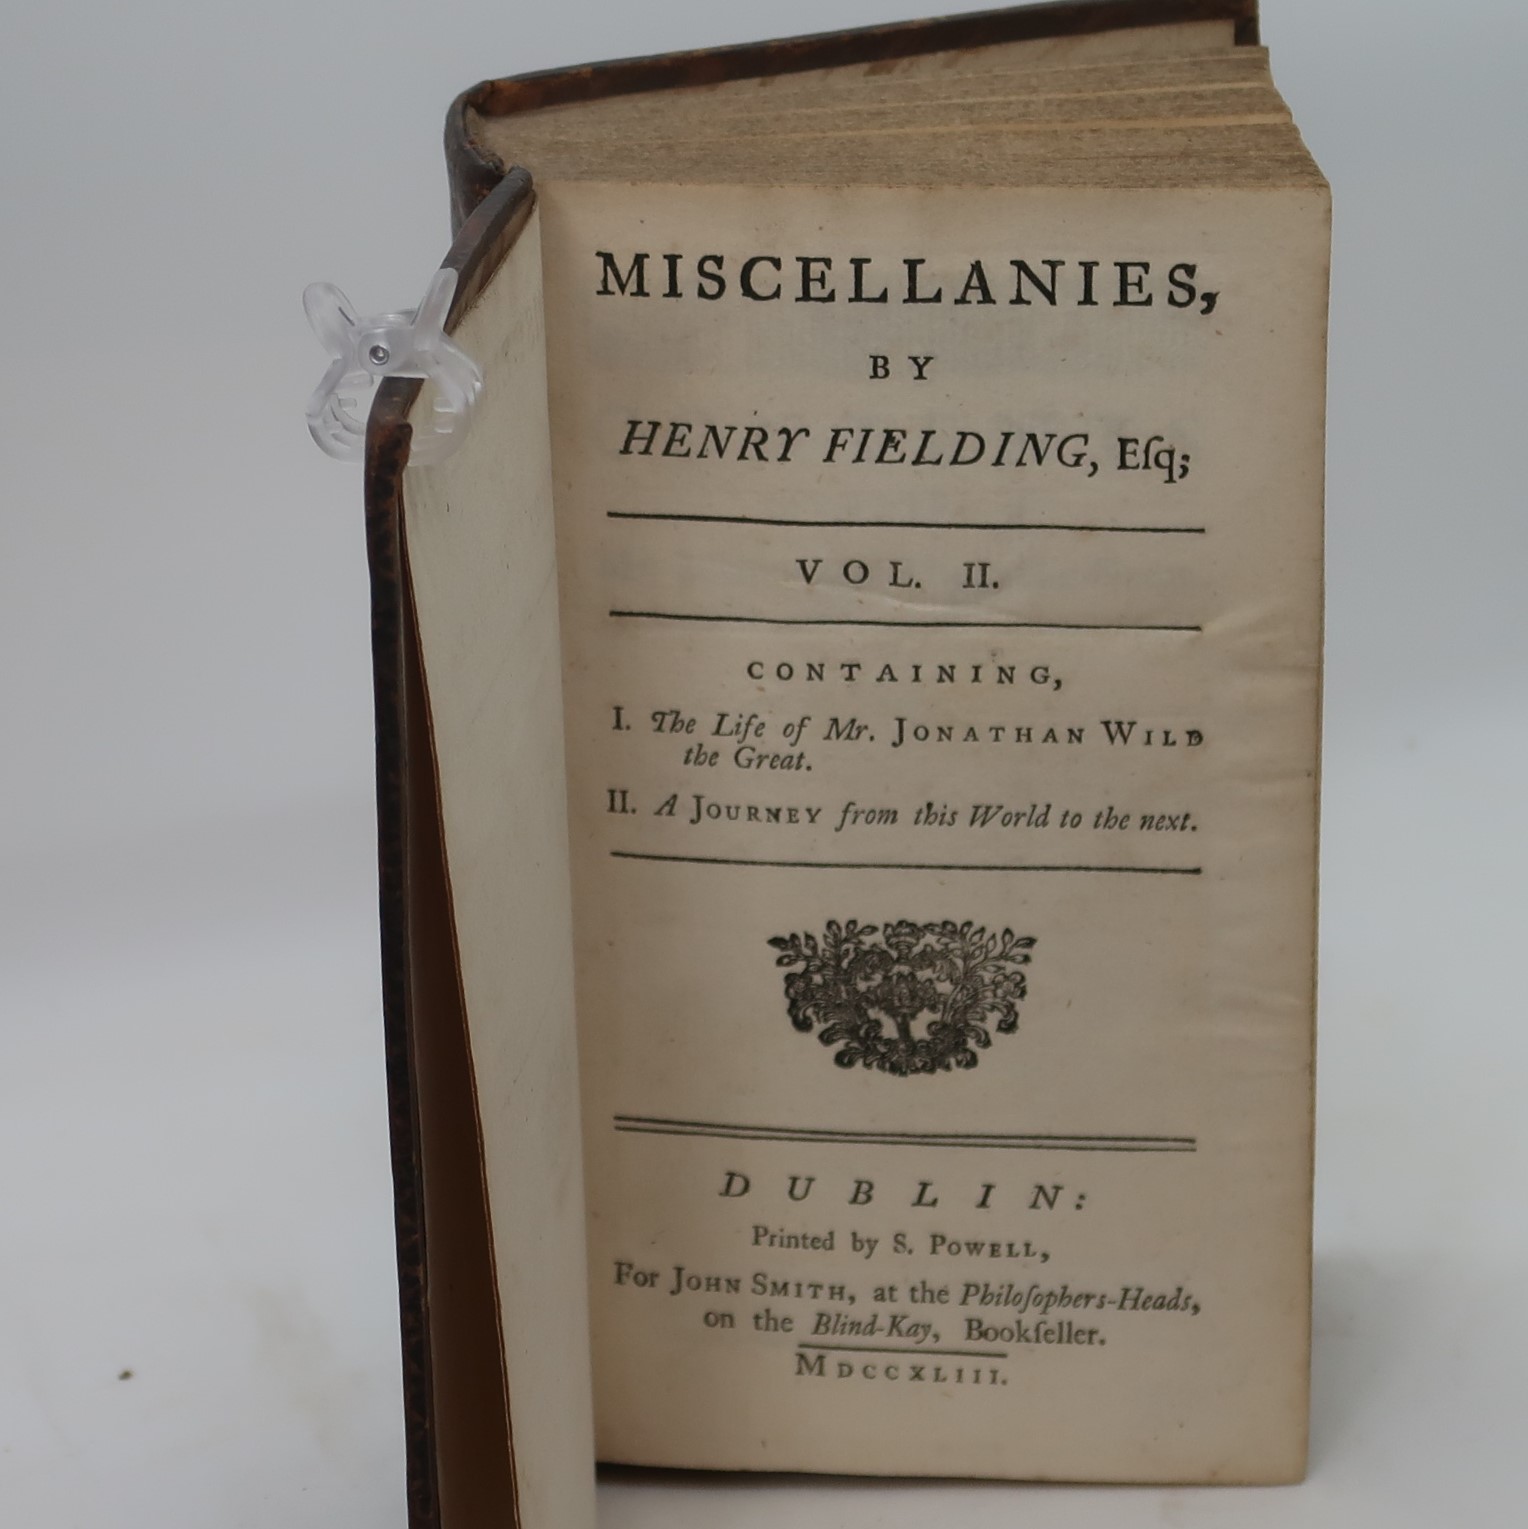 MISCELLANIES,
BY
HENRY FIELDING, Eſq;
VOL. II.
CONTAINING,
I. The Life of Mr. JONATHAN WILD
the Great.
II. A JOURNEY from this World to the next.
DUBLIN:
Printed by S. POWELL,
For JOHN SMITH, at the Philoſophers-Heads,
on the Blind-Kay, Bookſeller.
MDCCXLIII.